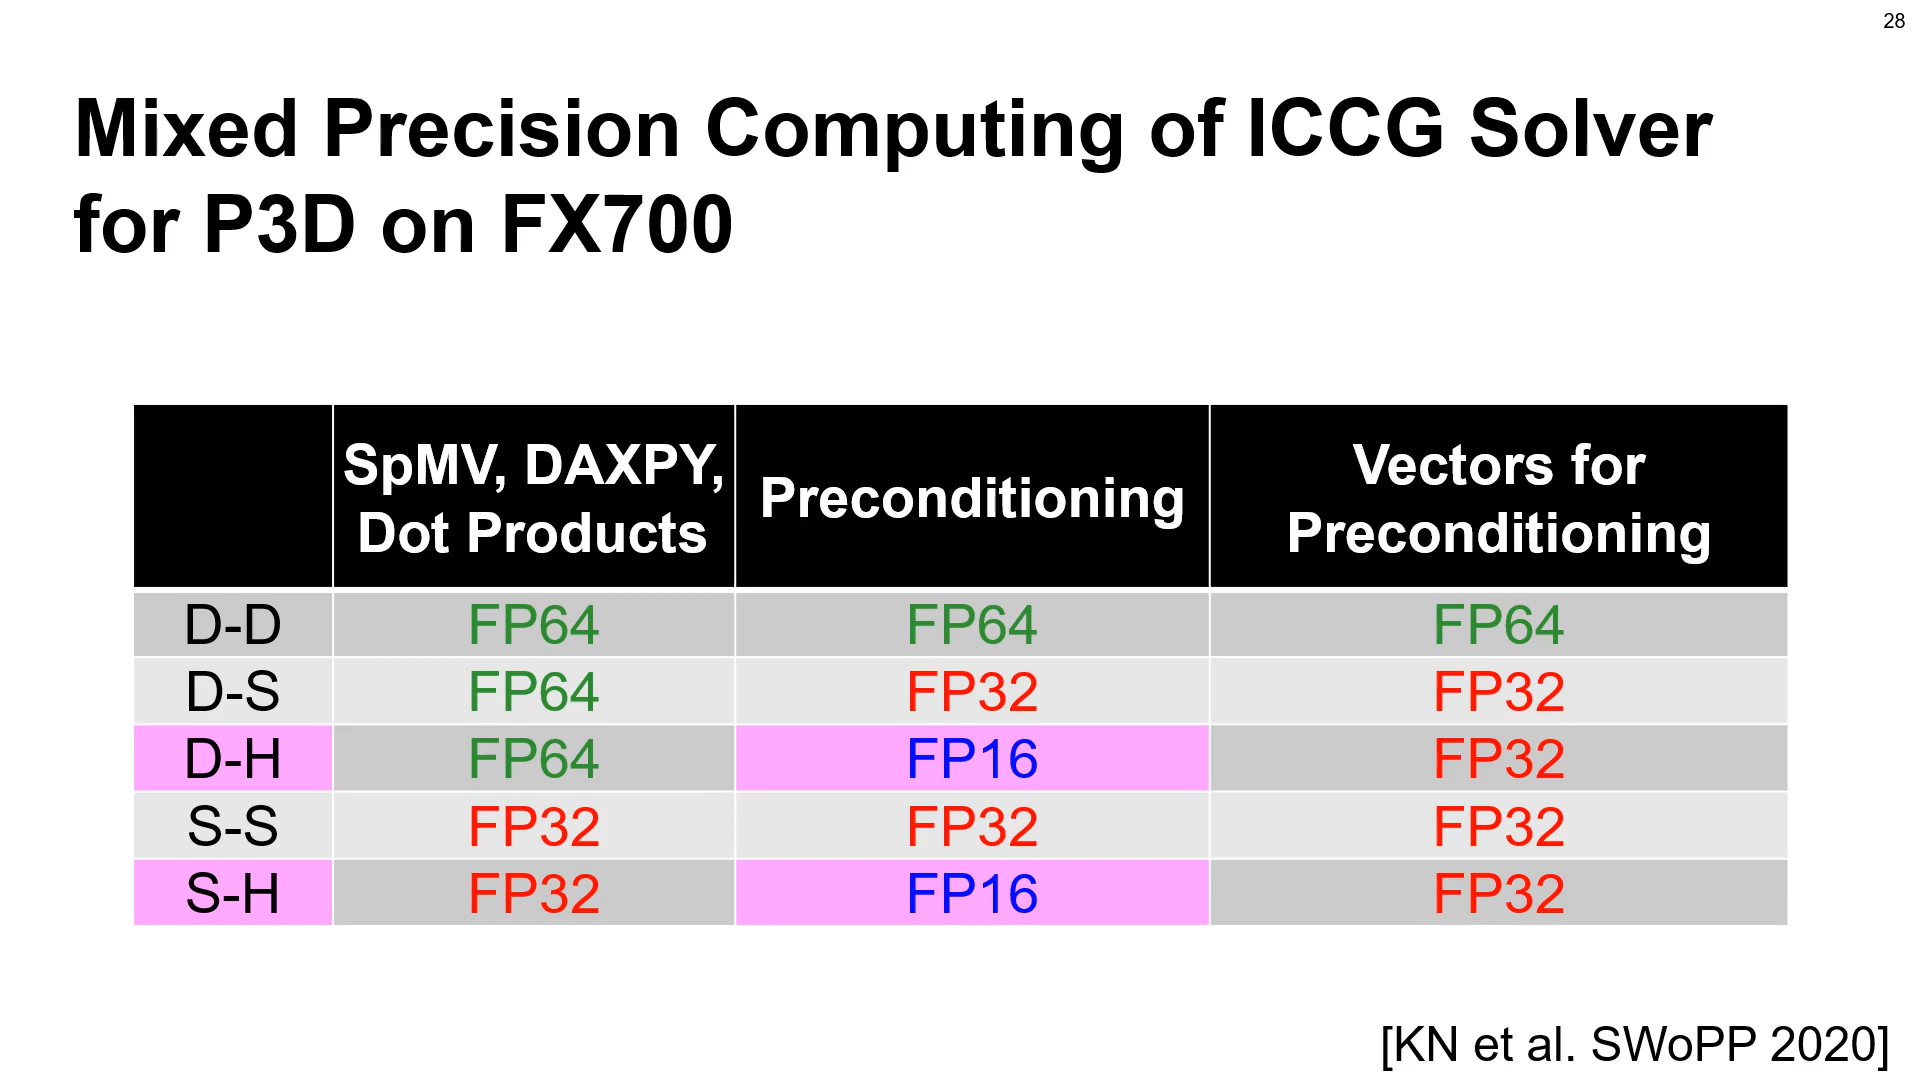 28
Mixed Precision Computing of ICCG Solver
for P3D on FX700
SpMV, DAXPY,
Dot Products
Preconditioning
Vectors for
Preconditioning
D-D FP64 FP64 FP64
D-S FP64 FP32 FP32
D-H FP64 FP16 FP32
S-S FP32 FP32 FP32
S-H FP32 FP16 FP32
[KN et al. SWoPP 2020]